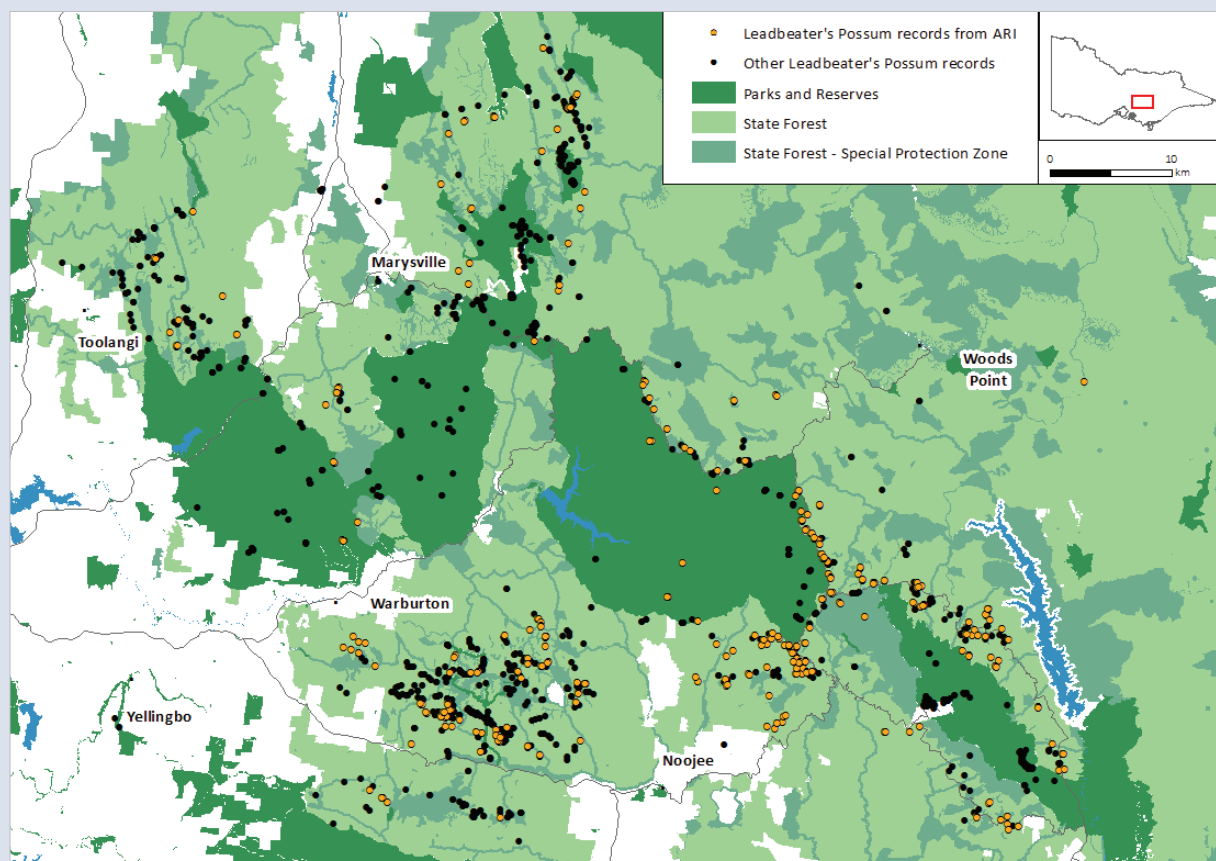 Leadbeater's Possum records from ARI
Other Leadbeater's Possum records
Parks and Reserves
State Forest
State Forest - Special Protection Zone
0 10
km
Marysville
Toolangi
Woods
Point
Warburton
Yellingbo
Noojee